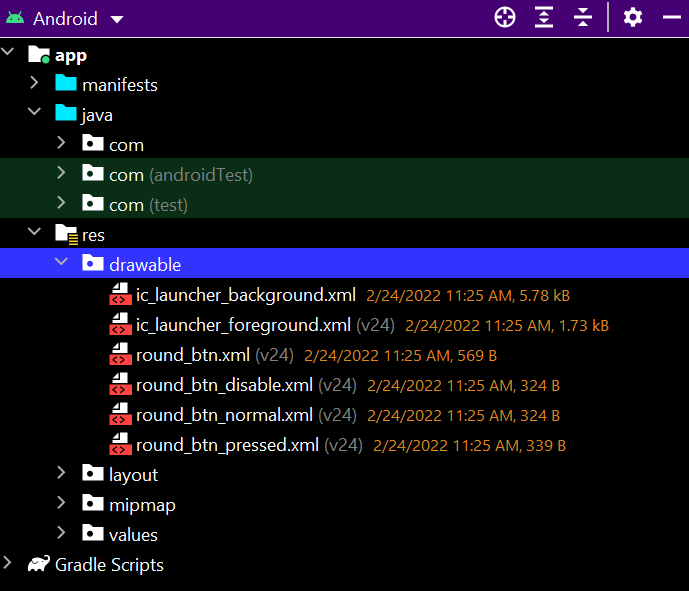 Android
app
manifests
java
com
com (androidTest)
com (test)
res
drawable
ic_launcher_background.xml 2/24/2022 11:25 AM, 5.78 kB
ic_launcher_foreground.xml (v24) 2/24/2022 11:25 AM, 1.73 kB
round_btn.xml (v24) 2/24/2022 11:25 AM, 569 B
round_btn_disable.xml (v24) 2/24/2022 11:25 AM, 324 B
round_btn_normal.xml (v24) 2/24/2022 11:25 AM, 324 B
round_btn_pressed.xml (v24) 2/24/2022 11:25 AM, 339 B
layout
mipmap
values
Gradle Scripts